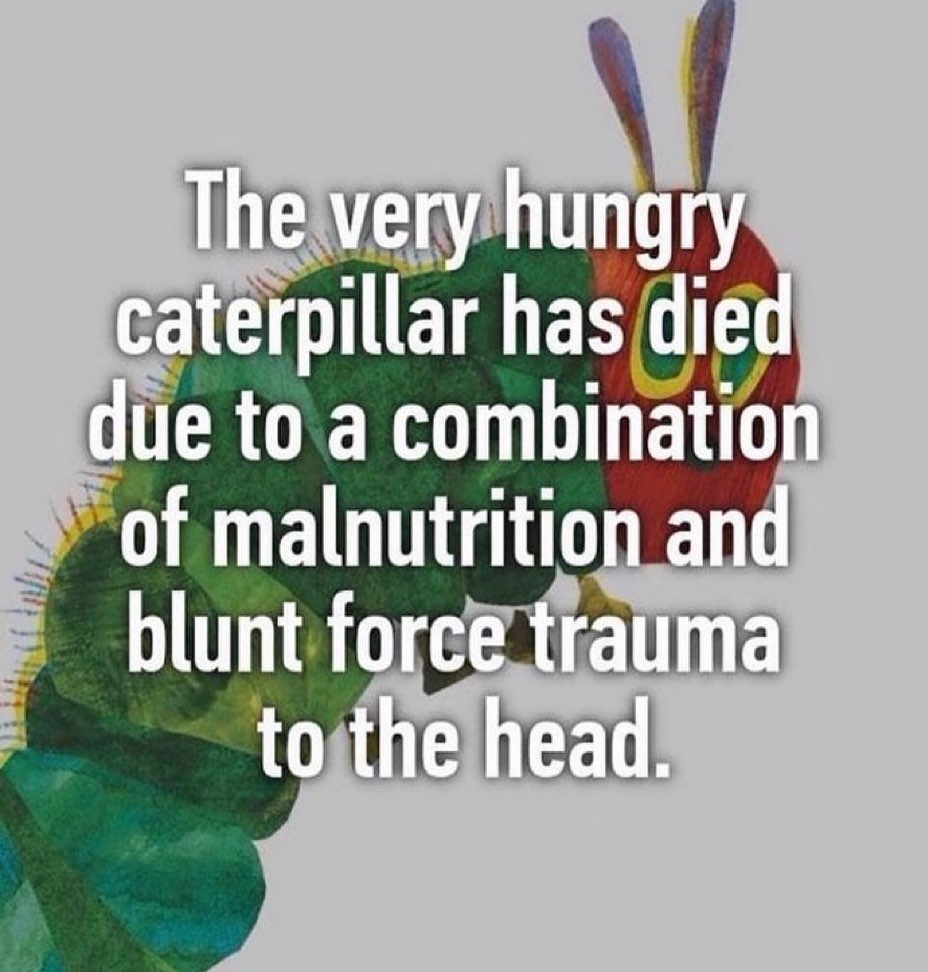 The very hungry
caterpillar has died
due to a combination
of malnutrition and
blunt force trauma
to the head.